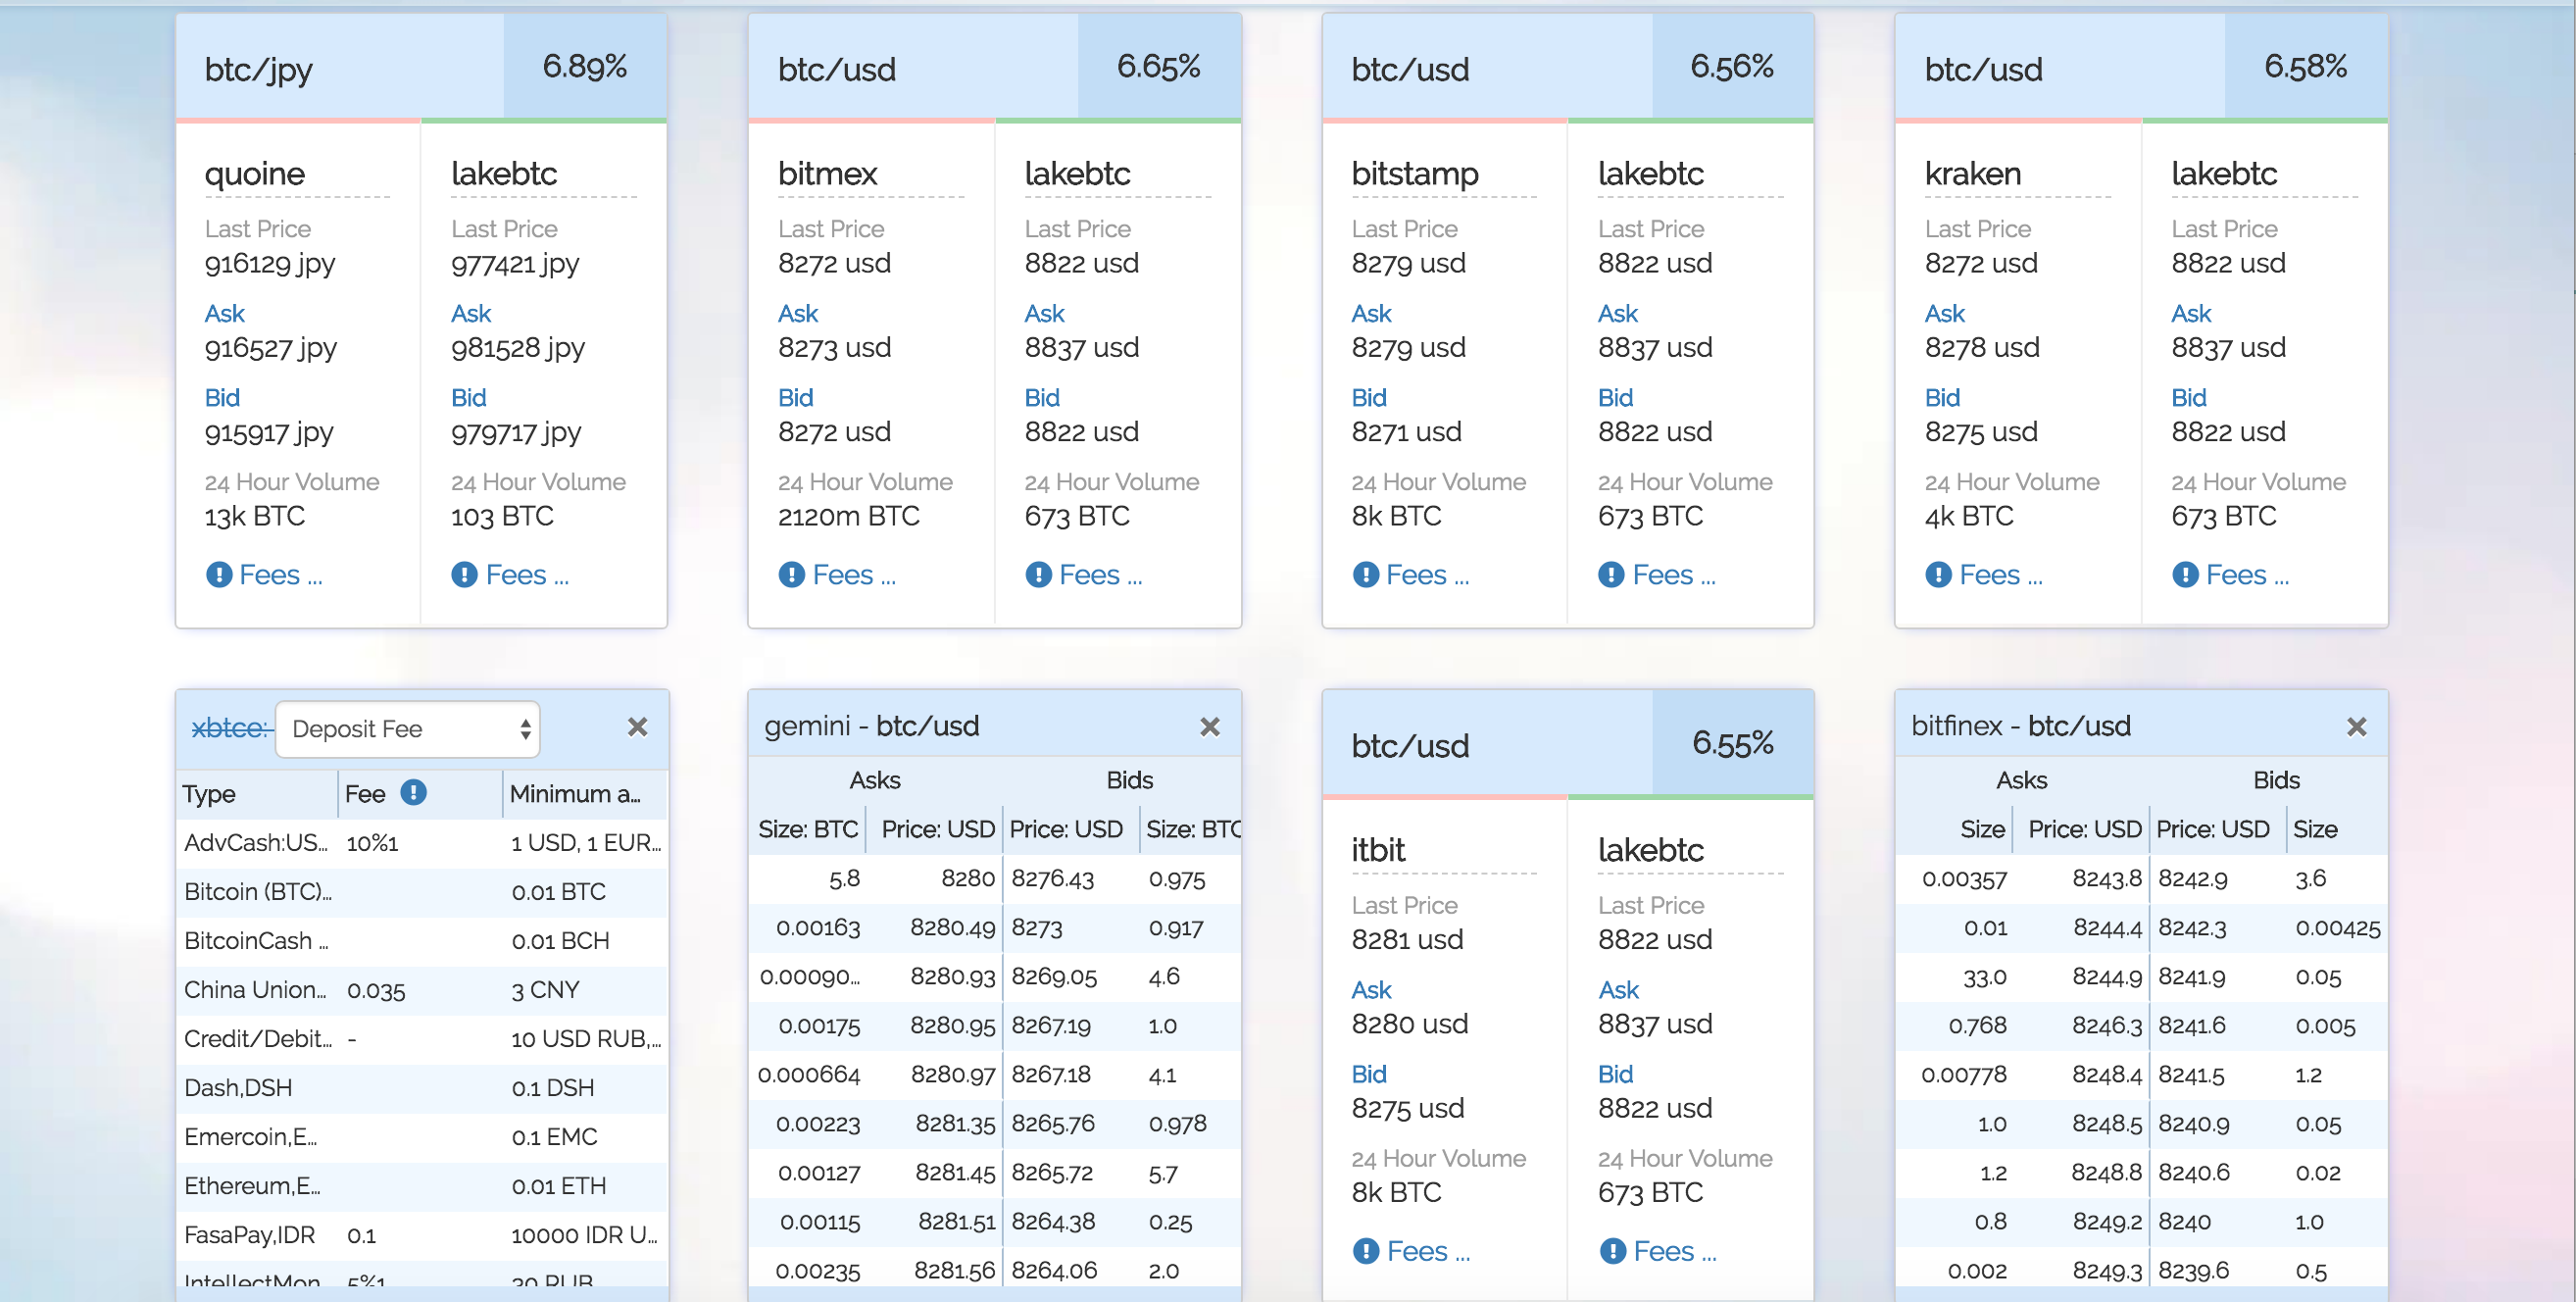 btc/jpy 6.89%
quoine lakebtc
Last Price Last Price
916129 jpy 977421 jpy
Ask Ask
916527 jpy 981528 jpy
Bid Bid
915917 jpy 979717 jpy
24 Hour Volume 24 Hour Volume
13k BTC 103 BTC
Fees ... Fees ...
btc/usd 6.65%
bitmex lakebtc
Last Price Last Price
8272 usd 8822 usd
Ask Ask
8273 usd 8837 usd
Bid Bid
8272 usd 8822 usd
24 Hour Volume 24 Hour Volume
2120m BTC 673 BTC
Fees ... Fees ...
btc/usd 6.56%
bitstamp lakebtc
Last Price Last Price
8279 usd 8822 usd
Ask Ask
8279 usd 8837 usd
Bid Bid
8271 usd 8822 usd
24 Hour Volume 24 Hour Volume
8k BTC 673 BTC
Fees ... Fees ...
btc/usd 6.58%
kraken lakebtc
Last Price Last Price
8272 usd 8822 usd
Ask Ask
8278 usd 8837 usd
Bid Bid
8275 usd 8822 usd
24 Hour Volume 24 Hour Volume
4k BTC 673 BTC
Fees ... Fees ...
xbtce: Deposit Fee
Type Fee Minimum a...
AdvCash:US... 10%1 1 USD, 1 EUR...
Bitcoin (BTC)... 0.01 BTC
BitcoinCash ... 0.01 BCH
China Union... 0.035 3 CNY
Credit/Debit... - 10 USD RUB,...
Dash,DSH 0.1 DSH
Emercoin,E... 0.1 EMC
Ethereum,E... 0.01 ETH
FasaPay,IDR 0.1 10000 IDR U...
IntellectMon 5%1 30 RUB
gemini - btc/usd
Asks Bids
Size: BTC Price: USD Price: USD Size: BTC
5.8 8280 8276.43 0.975
0.00163 8280.49 8273 0.917
0.00090... 8280.93 8269.05 4.6
0.00175 8280.95 8267.19 1.0
0.000664 8280.97 8267.18 4.1
0.00223 8281.35 8265.76 0.978
0.00127 8281.45 8265.72 5.7
0.00115 8281.51 8264.38 0.25
0.00235 8281.56 8264.06 2.0
btc/usd 6.55%
itbit lakebtc
Last Price Last Price
8281 usd 8822 usd
Ask Ask
8280 usd 8837 usd
Bid Bid
8275 usd 8822 usd
24 Hour Volume 24 Hour Volume
8k BTC 673 BTC
Fees ... Fees ...
bitfinex - btc/usd
Asks Bids
Size Price: USD Price: USD Size
0.00357 8243.8 8242.9 3.6
0.01 8244.4 8242.3 0.00425
33.0 8244.9 8241.9 0.05
0.768 8246.3 8241.6 0.005
0.00778 8248.4 8241.5 1.2
1.0 8248.5 8240.9 0.05
1.2 8248.8 8240.6 0.02
0.8 8249.2 8240 1.0
0.002 8249.3 8239.6 0.5